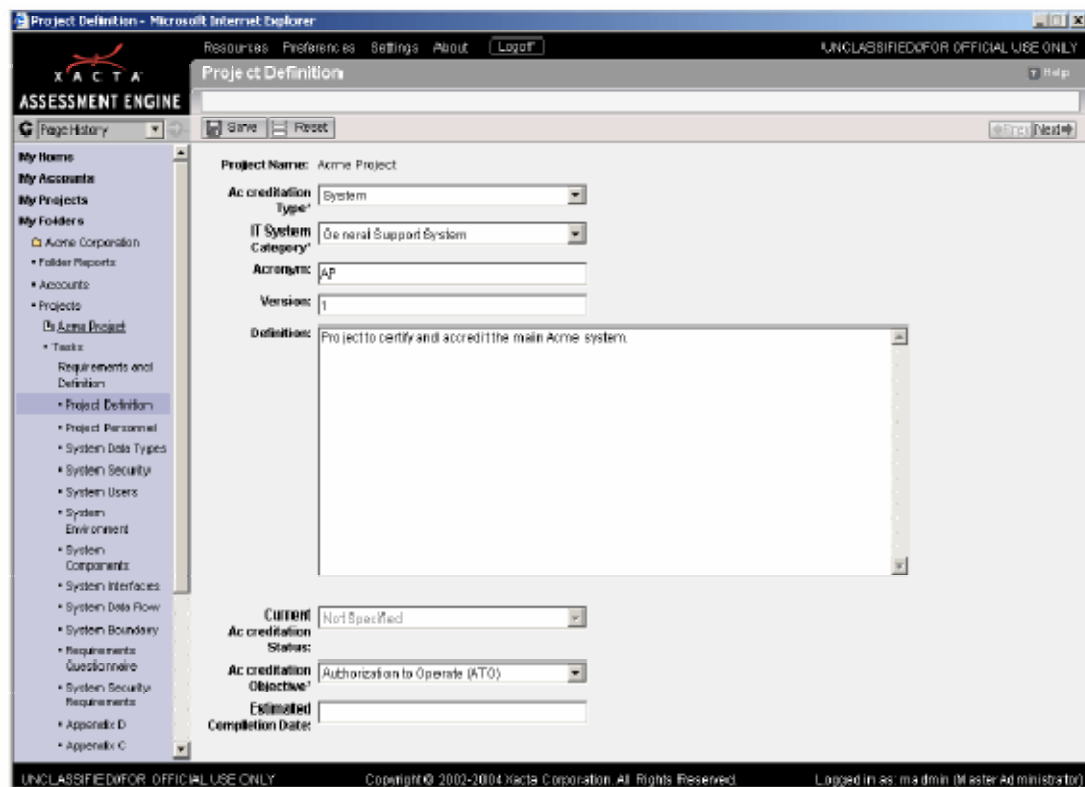 Project Definition - Microsoft Internet Explorer
Resources Preferences Settings About Logoff
!UNCLASSIFIED0FOR OFFICIAL USE ONLY
XACTA
ASSESSMENT ENGINE
Project Definition
Help
Page History
Save Reset
Prev Next
My Home
My Accounts
My Projects
My Folders
Acme Corporation
• Folder Reports
• Accounts
• Projects
Acme Project
• Tasks
Requirements and
Definition
• Project Definition
• Project Personnel
• System Data Types
• System Security
• System Users
• System
Environment
• System
Components
• System Interfaces
• System Data Flow
• System Boundary
• Requirements
Questionnaire
• System Security
Requirements
• Appendix D
• Appendix C
Project Name: Acme Project
Accreditation
Type*
System
IT System
Category*
General Support System
Acronym: AP
Version: 1
Definition: Project to certify and accredit the main Acme system.
Current
Accreditation
Status:
Not Specified
Accreditation
Objective*
Authorization to Operate (ATO)
Estimated
Completion Date:
UNCLASSIFIED0FOR OFFICIAL USE ONLY
Copyright © 2002-2004 Xacta Corporation. All Rights Reserved.
Logged in as: madmin (Master Administrator)